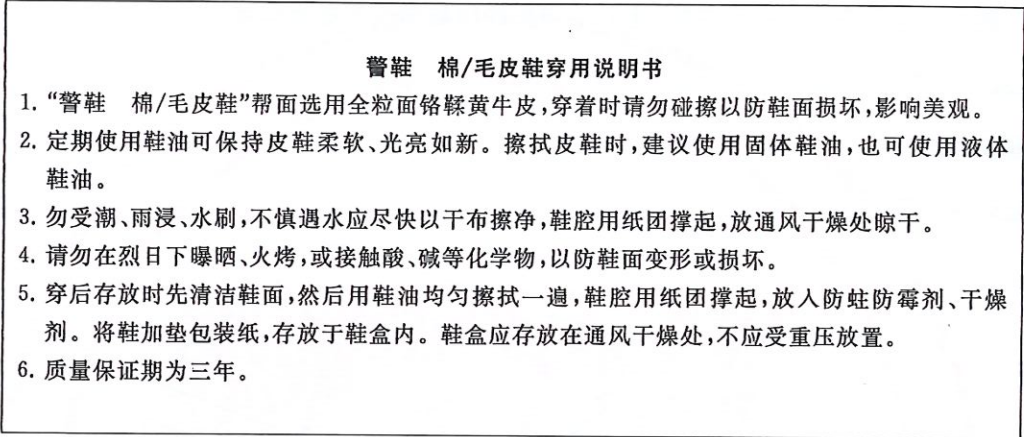 警鞋　棉/毛皮鞋穿用说明书
1. “警鞋　棉/毛皮鞋”帮面选用全粒面铬鞣黄牛皮,穿着时请勿碰擦以防鞋面损坏,影响美观。
2. 定期使用鞋油可保持皮鞋柔软、光亮如新。擦拭皮鞋时,建议使用固体鞋油,也可使用液体
鞋油。
3. 勿受潮、雨浸、水刷,不慎遇水应尽快以干布擦净,鞋腔用纸团撑起,放通风干燥处晾干。
4. 请勿在烈日下曝晒、火烤,或接触酸、碱等化学物,以防鞋面变形或损坏。
5. 穿后存放时先清洁鞋面,然后用鞋油均匀擦拭一遍,鞋腔用纸团撑起,放入防蛀防霉剂、干燥
剂。将鞋加垫包装纸,存放于鞋盒内。鞋盒应存放在通风干燥处,不应受重压放置。
6. 质量保证期为三年。